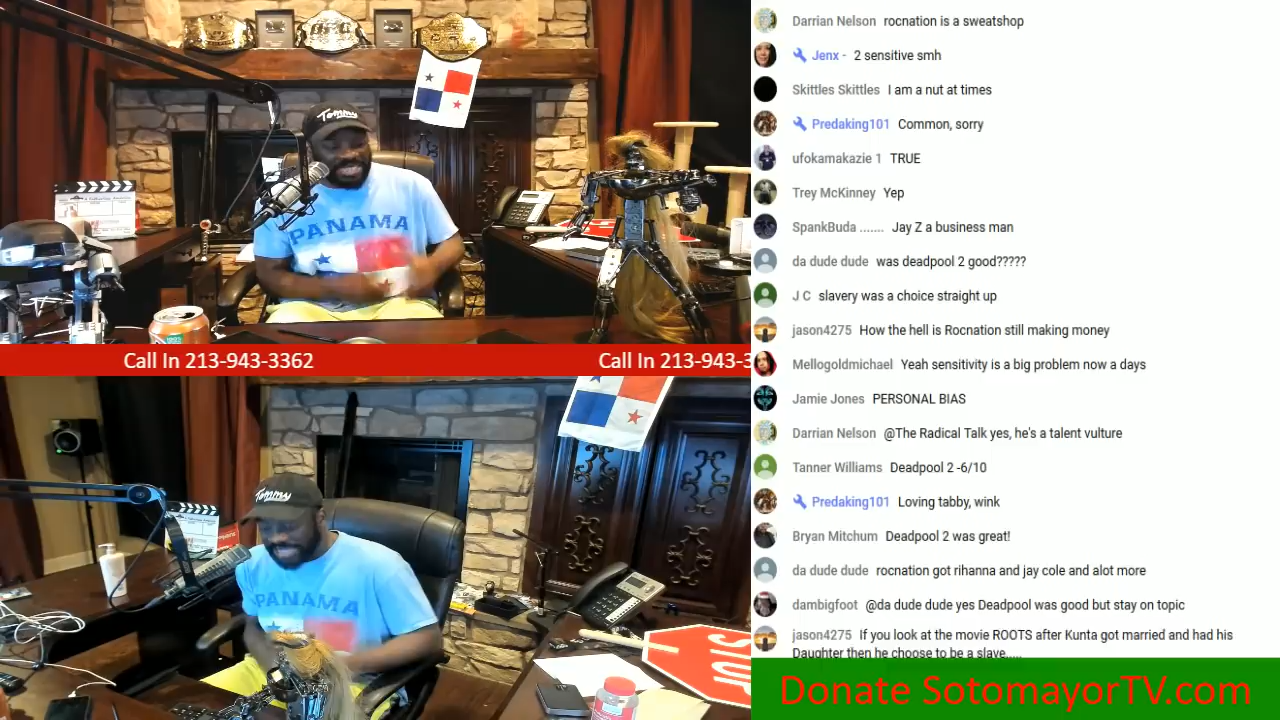 Tommy
PANAMA
Call In 213-943-3362
Call In 213-943-3
Tommy
PANAMA
Darrian Nelson rocnation is a sweatshop
Jenx - 2 sensitive smh
Skittles Skittles I am a nut at times
Predaking101 Common, sorry
ufokamakazie 1 TRUE
Trey McKinney Yep
SpankBuda ....... Jay Z a business man
da dude dude was deadpool 2 good?????
J C slavery was a choice straight up
jason4275 How the hell is Rocnation still making money
Mellogoldmichael Yeah sensitivity is a big problem now a days
Jamie Jones PERSONAL BIAS
Darrian Nelson @The Radical Talk yes, he's a talent vulture
Tanner Williams Deadpool 2 -6/10
Predaking101 Loving tabby, wink
Bryan Mitchum Deadpool 2 was great!
da dude dude rocnation got rihanna and jay cole and alot more
dambigfoot @da dude dude yes Deadpool was good but stay on topic
jason4275 If you look at the movie ROOTS after Kunta got married and had his
Daughter then he choose to be a slave.....
Donate SotomayorTV.com